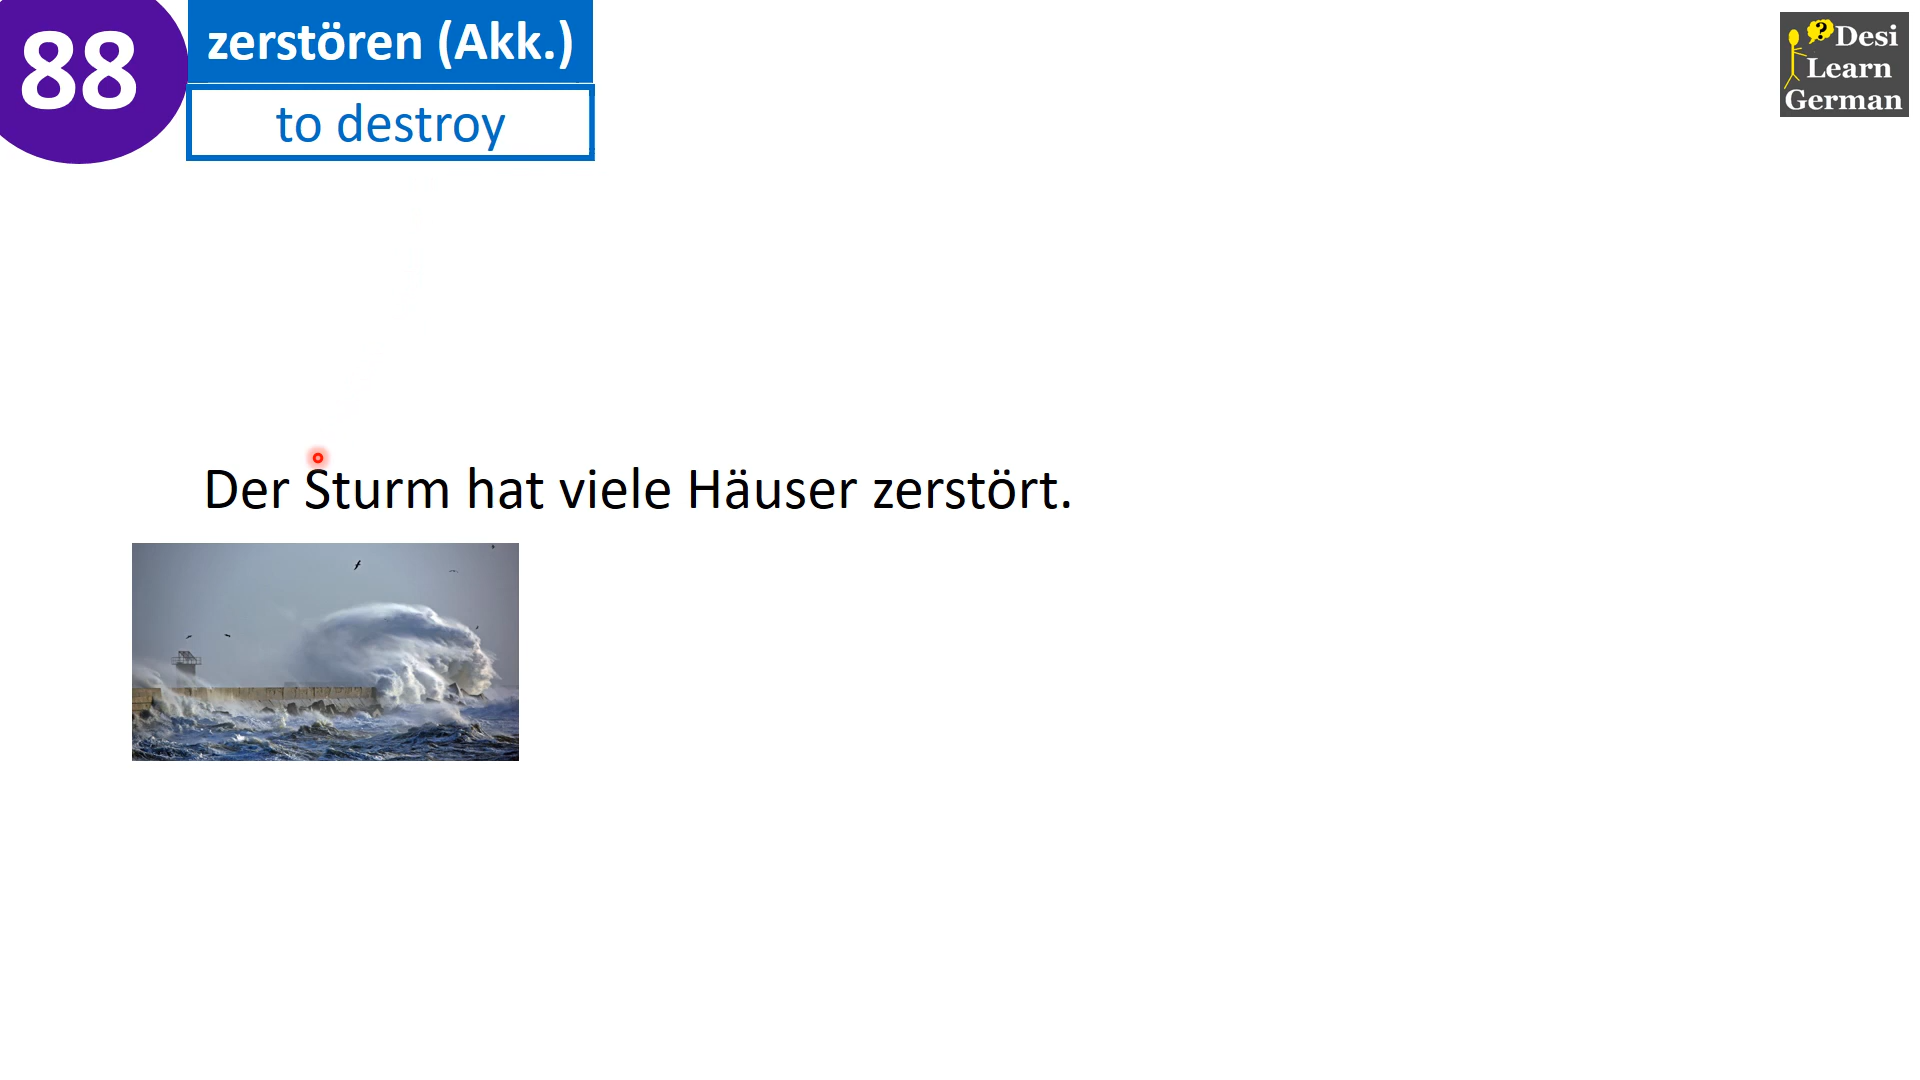 88
zerstören (Akk.)
to destroy
Desi
Learn
German
?
Der Sturm hat viele Häuser zerstört.